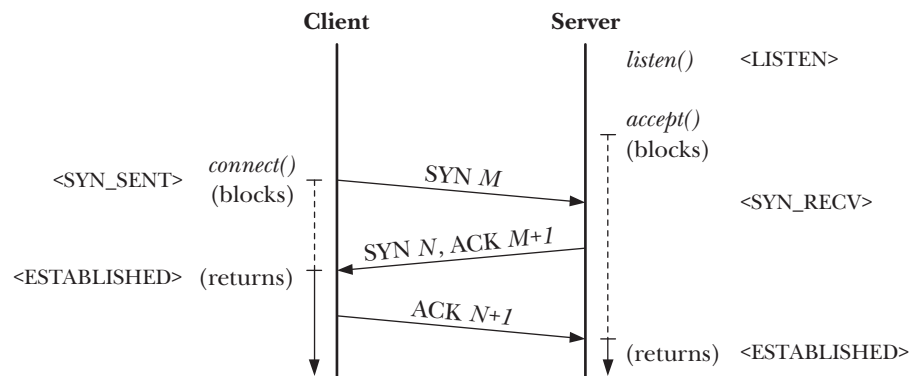 Client Server
listen() <LISTEN>
accept()
(blocks)
<SYN_SENT> connect()
(blocks)
SYN M
<SYN_RECV>
SYN N, ACK M+1
<ESTABLISHED> (returns)
ACK N+1
(returns) <ESTABLISHED>